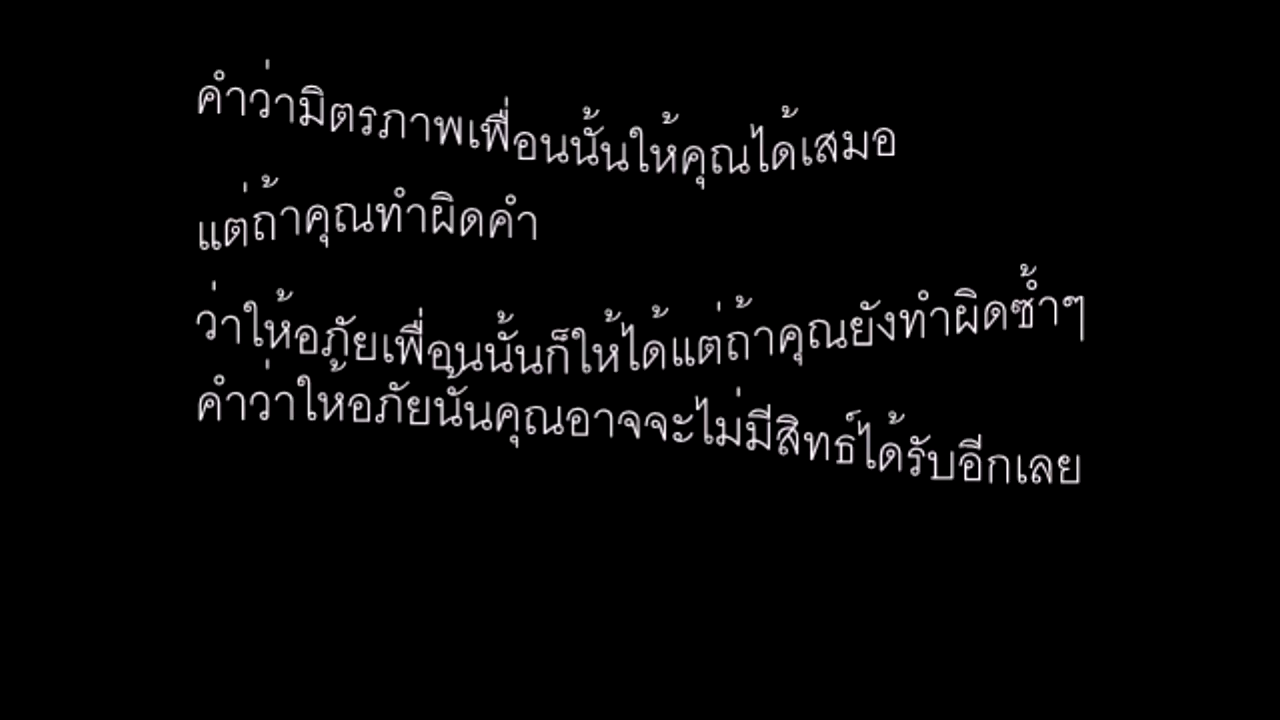 คำว่ามิตรภาพเพื่อนนั้นให้คุณได้เสมอ
แต่ถ้าคุณทำผิดคำ
ว่าให้อภัยเพื่อนนั้นก็ให้ได้แต่ถ้าคุณยังทำผิดซ้ำๆ
คำว่าให้อภัยนั้นคุณอาจจะไม่มีสิทธ์ได้รับอีกเลย